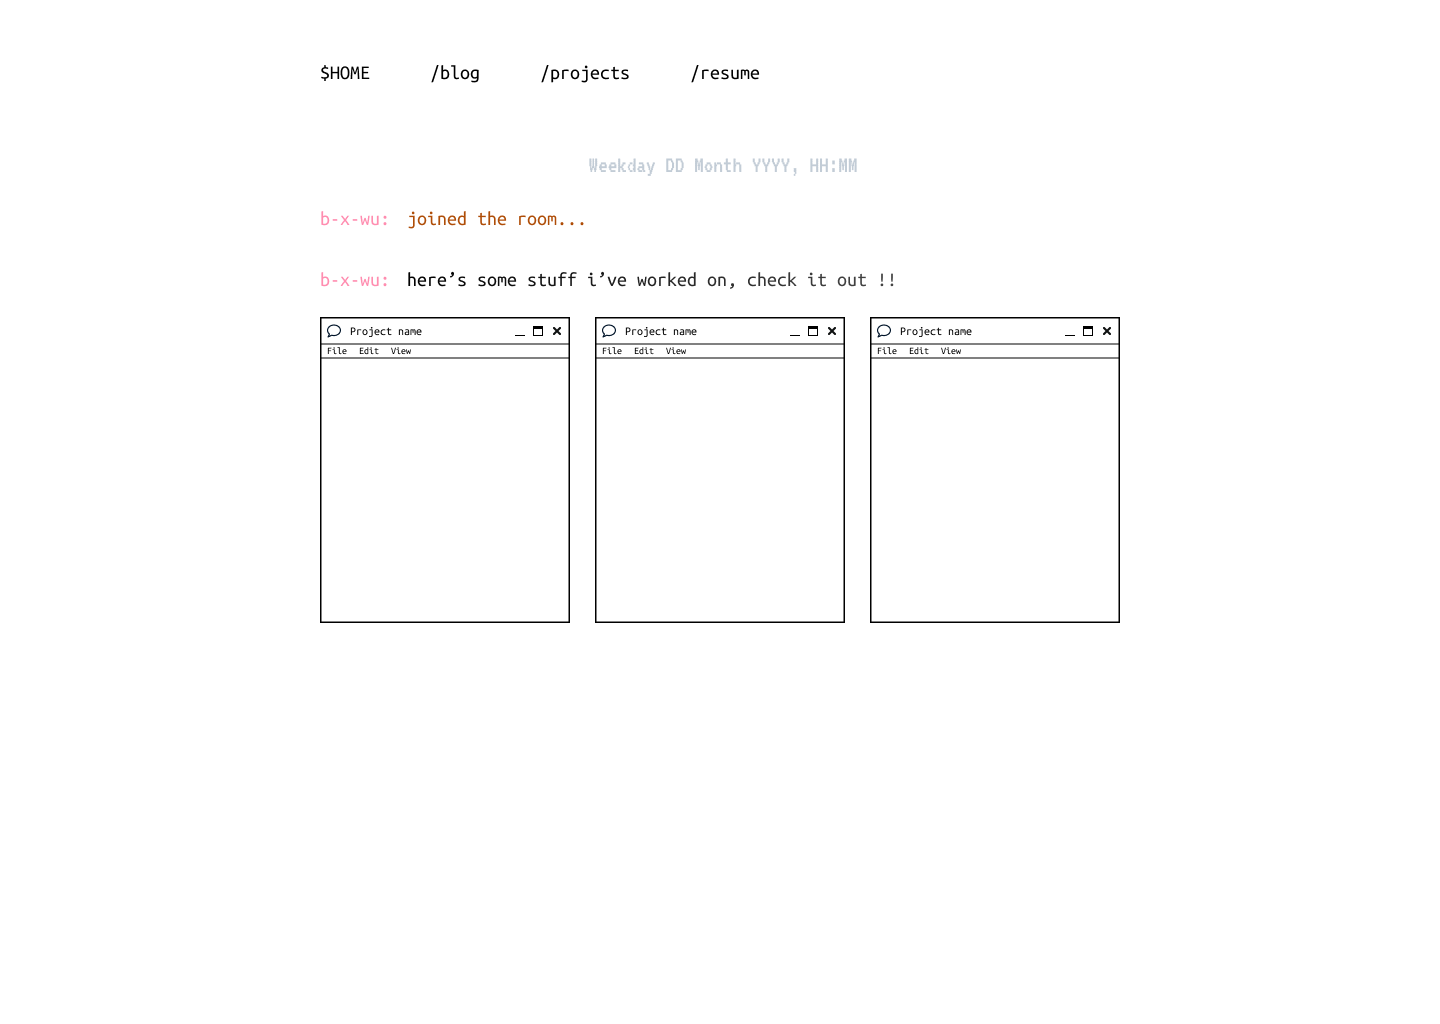 $HOME /blog /projects /resume
Weekday DD Month YYYY, HH:MM
b-x-wu: joined the room...
b-x-wu: here’s some stuff i’ve worked on, check it out !!
Project name Project name Project name
File Edit View File Edit View File Edit View